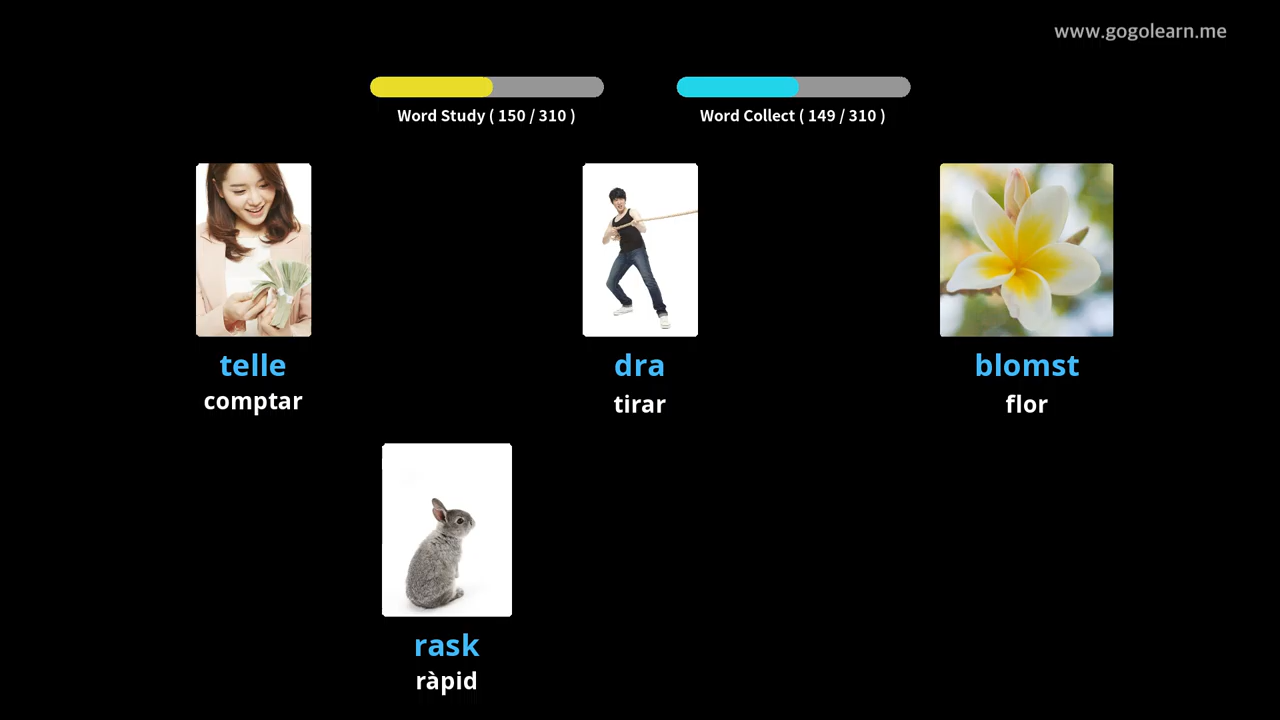 www.gogolearn.me
Word Study ( 150 / 310 )
Word Collect ( 149 / 310 )
telle
comptar
dra
tirar
blomst
flor
rask
ràpid